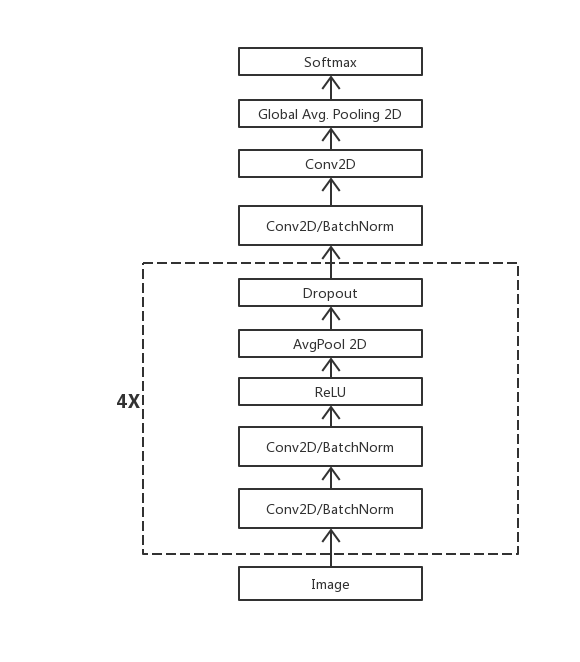 Softmax
Global Avg. Pooling 2D
Conv2D
Conv2D/BatchNorm
Dropout
AvgPool 2D
4X
ReLU
Conv2D/BatchNorm
Conv2D/BatchNorm
Image